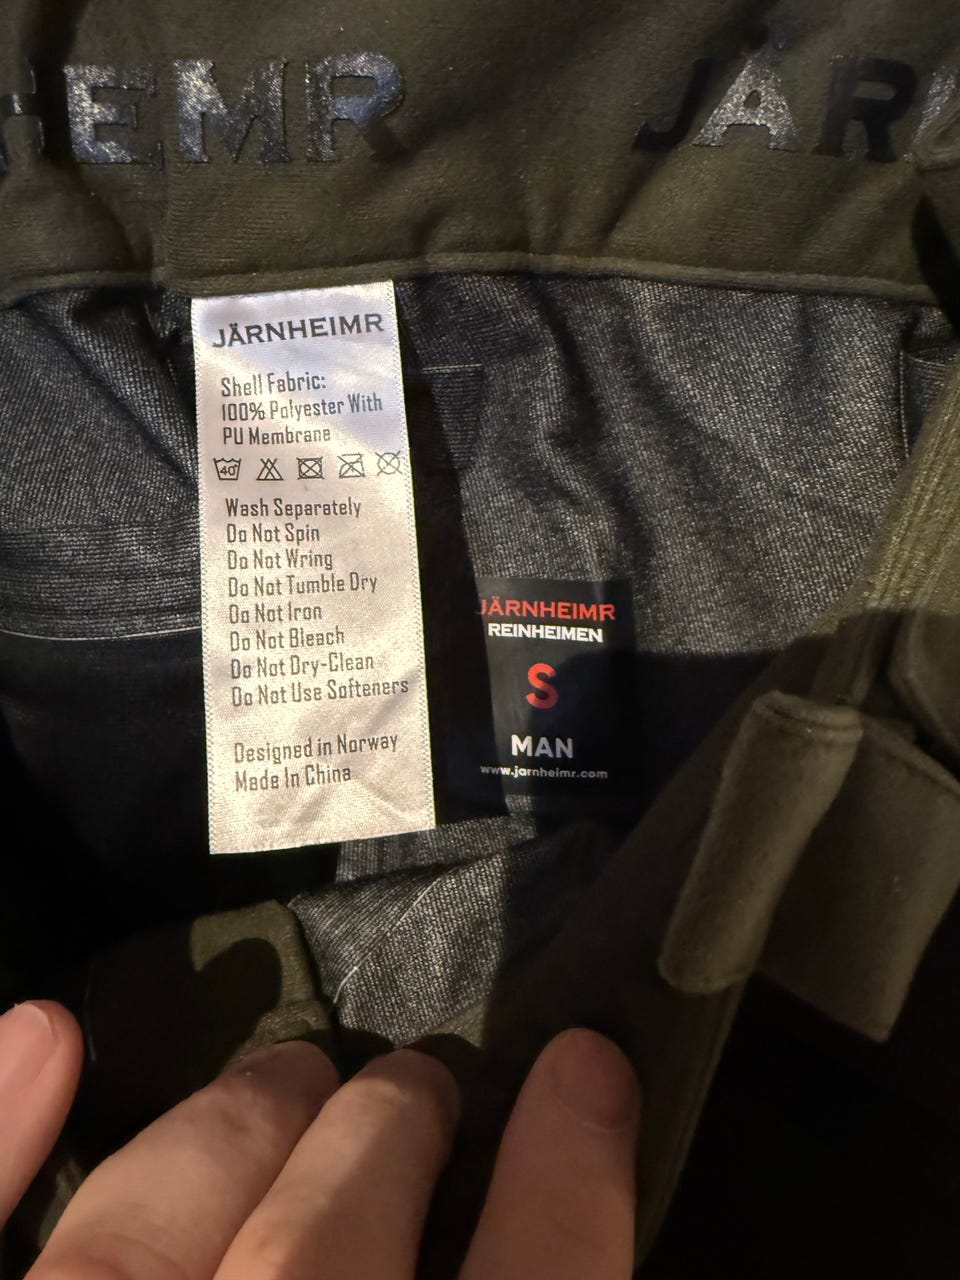 HEMR JÄRN
JÄRNHEIMR
Shell Fabric:
100% Polyester With
PU Membrane
40°
Wash Separately
Do Not Spin
Do Not Wring
Do Not Tumble Dry
Do Not Iron
Do Not Bleach
Do Not Dry-Clean
Do Not Use Softeners
Designed in Norway
Made In China
JÄRNHEIMR
REINHEIMEN
S
MAN
www.jarnheimr.com